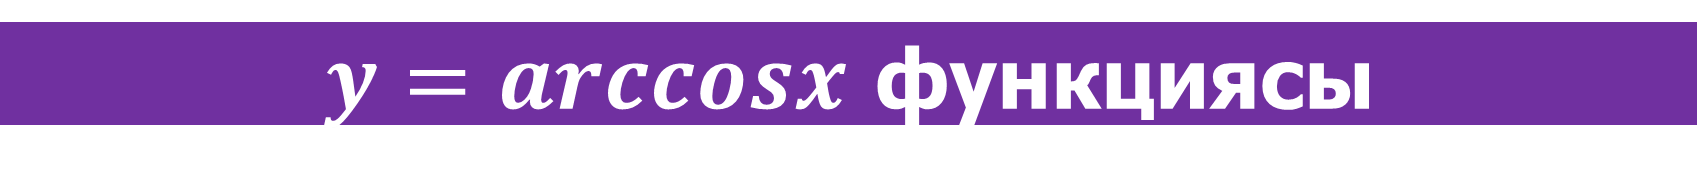 y = arccosx функциясы